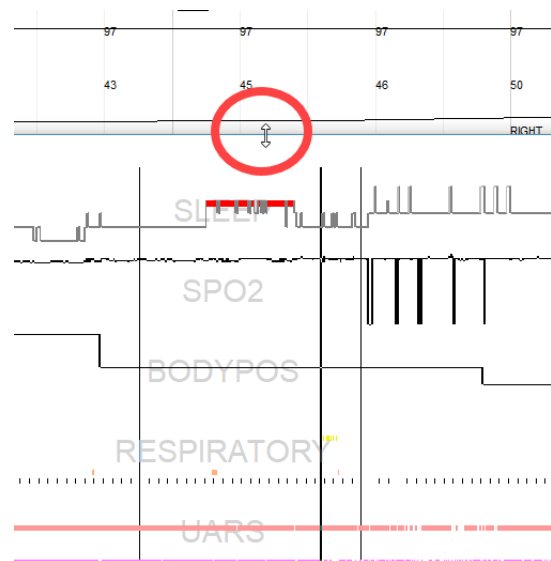 97 97 97 97
43 45 46 50
RIGHT
SLEEP
SPO2
BODYPOS
RESPIRATORY
UARS